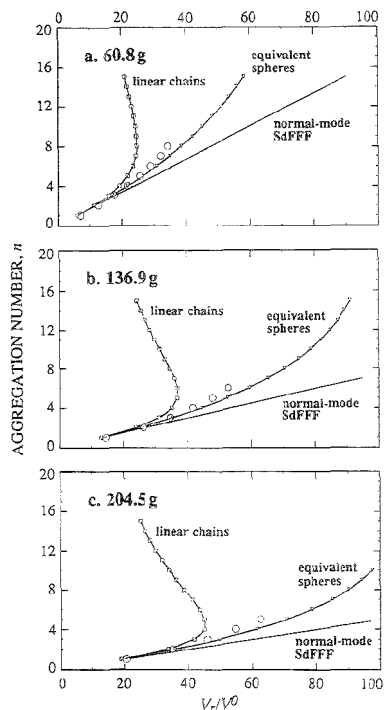 0 20 40 60 80 100
20
a. 60.8 g
equivalent
spheres
linear chains
16
12
normal-mode
SdFFF
8
4
0
b. 136.9 g
20
linear chains
equivalent
spheres
16
12
normal-mode
SdFFF
8
4
0
c. 204.5 g
20
linear chains
equivalent
spheres
16
12
normal-mode
SdFFF
8
4
0
0 20 40 60 80 100
AGGREGATION NUMBER, n
Vr/V0